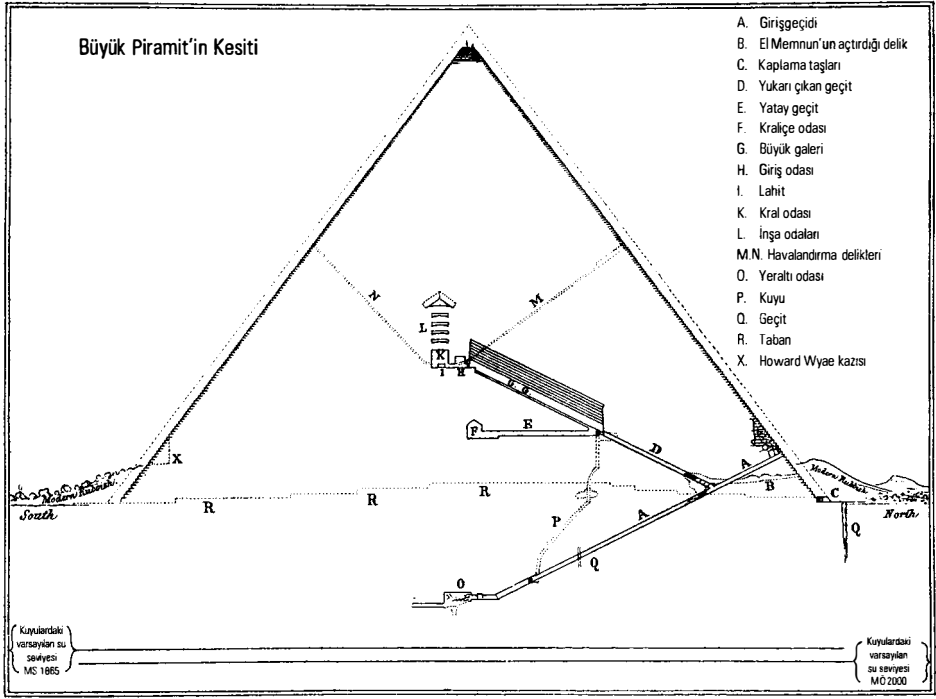 Büyük Piramit'in Kesiti
A. Girişgeçidi
B. El Memnun'un açtırdığı delik
C. Kaplama taşları
D. Yukarı çıkan geçit
E. Yatay geçit
F. Kraliçe odası
G. Büyük galeri
H. Giriş odası
I. Lahit
K. Kral odası
L. İnşa odaları
M.N. Havalandırma delikleri
O. Yeraltı odası
P. Kuyu
Q. Geçit
R. Taban
X. Howard Wyae kazısı
N
M
L
K
I
H
G. G.
F
E
D
A
X
Modern Rubbish
Modern Rubbish
B
C
R
R
R
South
North
P
A
Q
Q
O
Kuyulardaki
varsayılan su
seviyesi
MS 1865
Kuyulardaki
varsayılan
su seviyesi
MÖ 2000